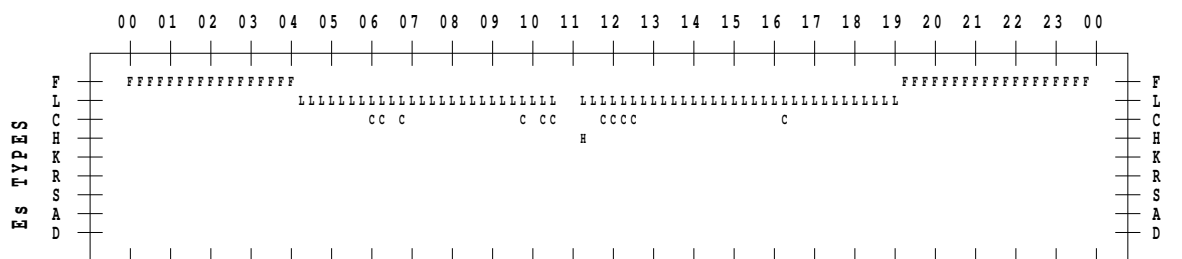 00 01 02 03 04 05 06 07 08 09 10 11 12 13 14 15 16 17 18 19 20 21 22 23 00
F FFFFFFFFFFFFFFFFF FFFFFFFFFFFFFFFFFFF F
L LLLLLLLLLLLLLLLLLLLLLLLLLL LLLLLLLLLLLLLLLLLLLLLLLLLLLLLLLL L
C CC C C CC CCCC C C
H H H
K K
R R
S S
A A
D D
Es TYPES